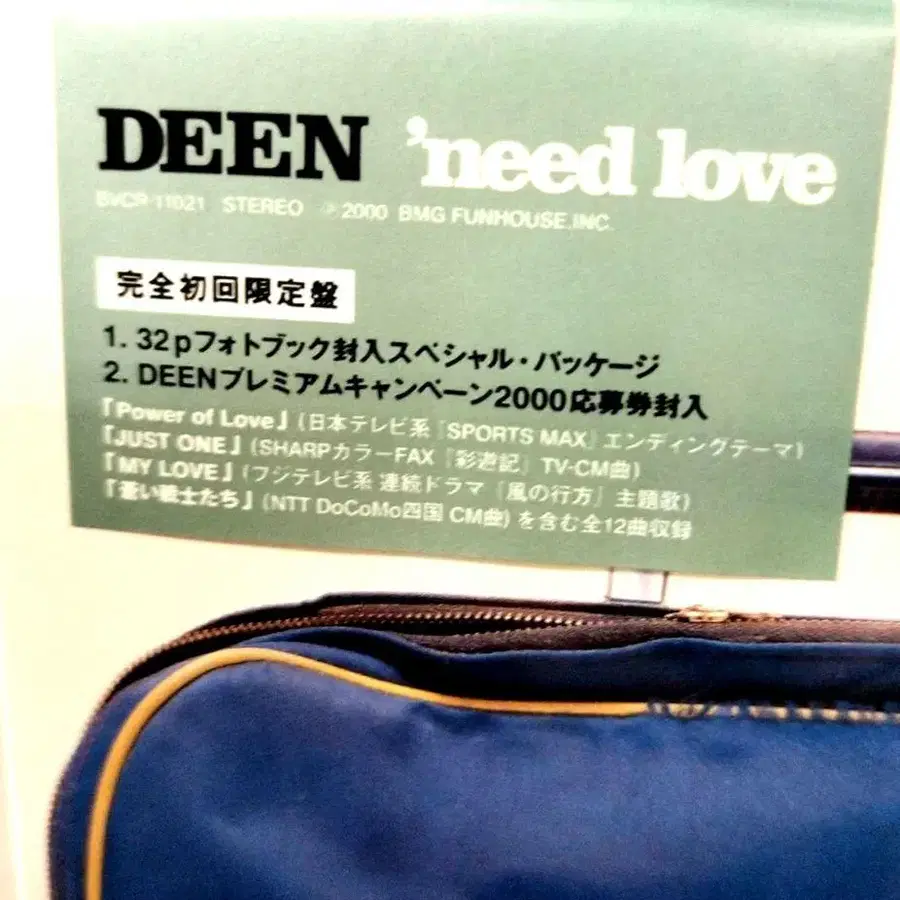 DEEN 'need love
BVCR-11021 STEREO ℗2000 BMG FUNHOUSE,INC.
完全初回限定盤
1. 32pフォトブック封入スペシャル・パッケージ
2. DEENプレミアムキャンペーン2000応募券封入
『Power of Love』(日本テレビ系『SPORTS MAX』エンディングテーマ)
『JUST ONE』(SHARPカラーFAX『彩遊記』TV-CM曲)
『MY LOVE』(フジテレビ系 連続ドラマ『風の行方』主題歌)
『蒼い戦士たち』(NTT DoCoMo四国 CM曲) を含む全12曲収録